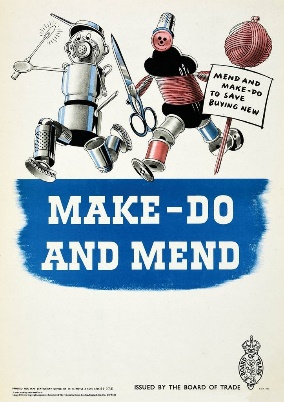 MEND AND
MAKE-DO
TO SAVE
BUYING NEW
MAKE-DO
AND MEND
ISSUED BY THE BOARD OF TRADE